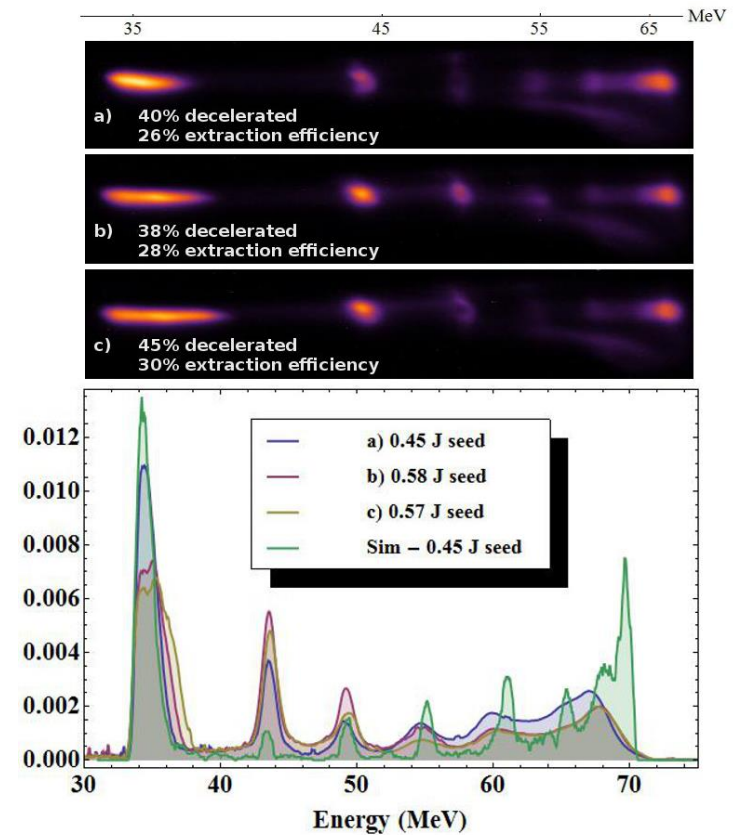 35 45 55 65 MeV
a) 40% decelerated
26% extraction efficiency
b) 38% decelerated
28% extraction efficiency
c) 45% decelerated
30% extraction efficiency
0.012
0.010
0.008
0.006
0.004
0.002
0.000
a) 0.45 J seed
b) 0.58 J seed
c) 0.57 J seed
Sim – 0.45 J seed
30 40 50 60 70
Energy (MeV)